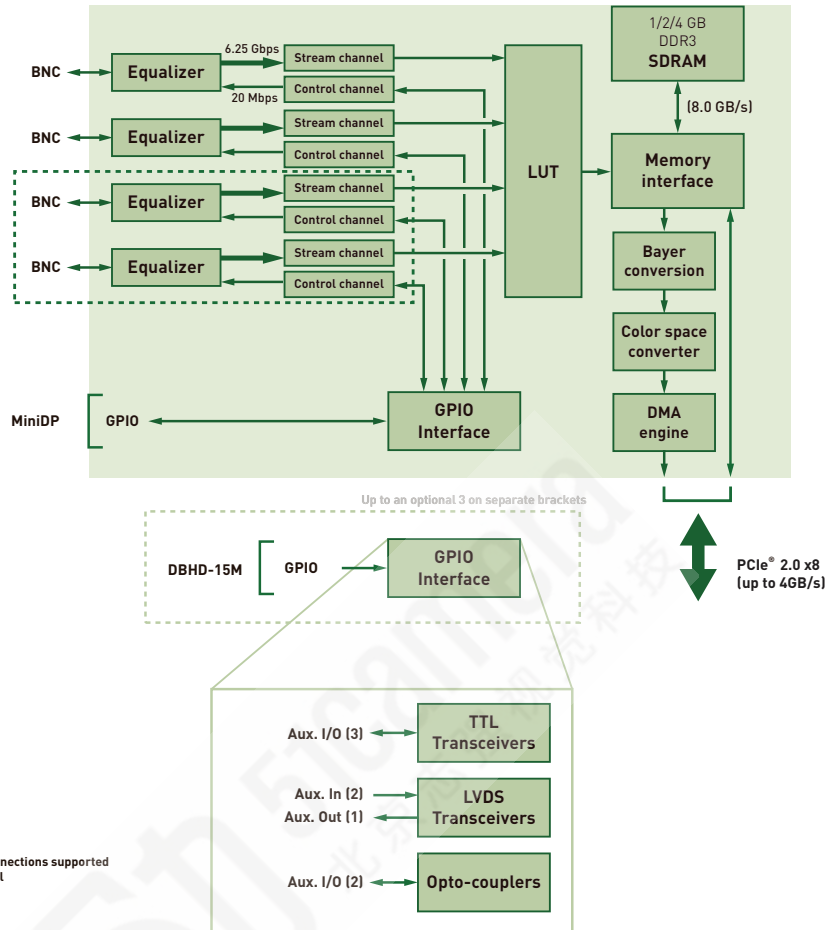 1/2/4 GB
DDR3
SDRAM
(8.0 GB/s)
6.25 Gbps
20 Mbps
BNC
Equalizer
Stream channel
Control channel
BNC
Equalizer
Stream channel
Control channel
BNC
Equalizer
Stream channel
Control channel
BNC
Equalizer
Stream channel
Control channel
LUT
Memory
interface
Bayer
conversion
Color space
converter
DMA
engine
MiniDP
GPIO
GPIO
Interface
Up to an optional 3 on separate brackets
DBHD-15M
GPIO
GPIO
Interface
PCIe® 2.0 x8
(up to 4GB/s)
Aux. I/O (3)
TTL
Transceivers
Aux. In (2)
Aux. Out (1)
LVDS
Transceivers
Aux. I/O (2)
Opto-couplers
nnections supported
51camera